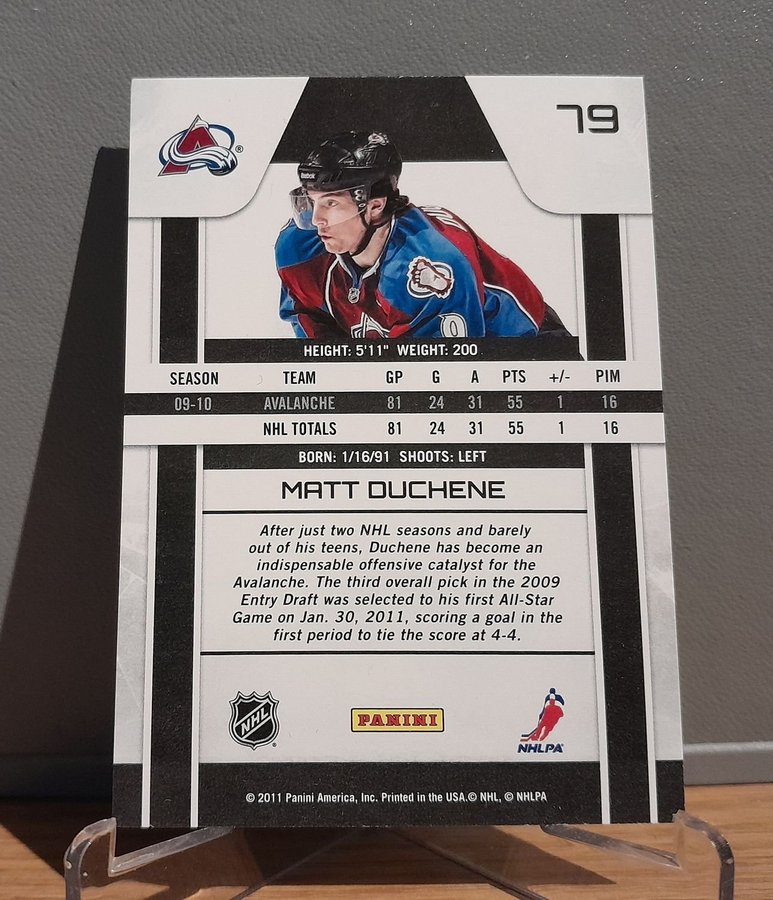 79
®
Reebok
9
HEIGHT: 5'11" WEIGHT: 200
SEASON TEAM GP G A PTS +/- PIM
09-10 AVALANCHE 81 24 31 55 1 16
NHL TOTALS 81 24 31 55 1 16
BORN: 1/16/91 SHOOTS: LEFT
MATT DUCHENE
After just two NHL seasons and barely
out of his teens, Duchene has become an
indispensable offensive catalyst for the
Avalanche. The third overall pick in the 2009
Entry Draft was selected to his first All-Star
Game on Jan. 30, 2011, scoring a goal in the
first period to tie the score at 4-4.
NHL PANINI NHLPA
© 2011 Panini America, Inc. Printed in the USA.© NHL, © NHLPA